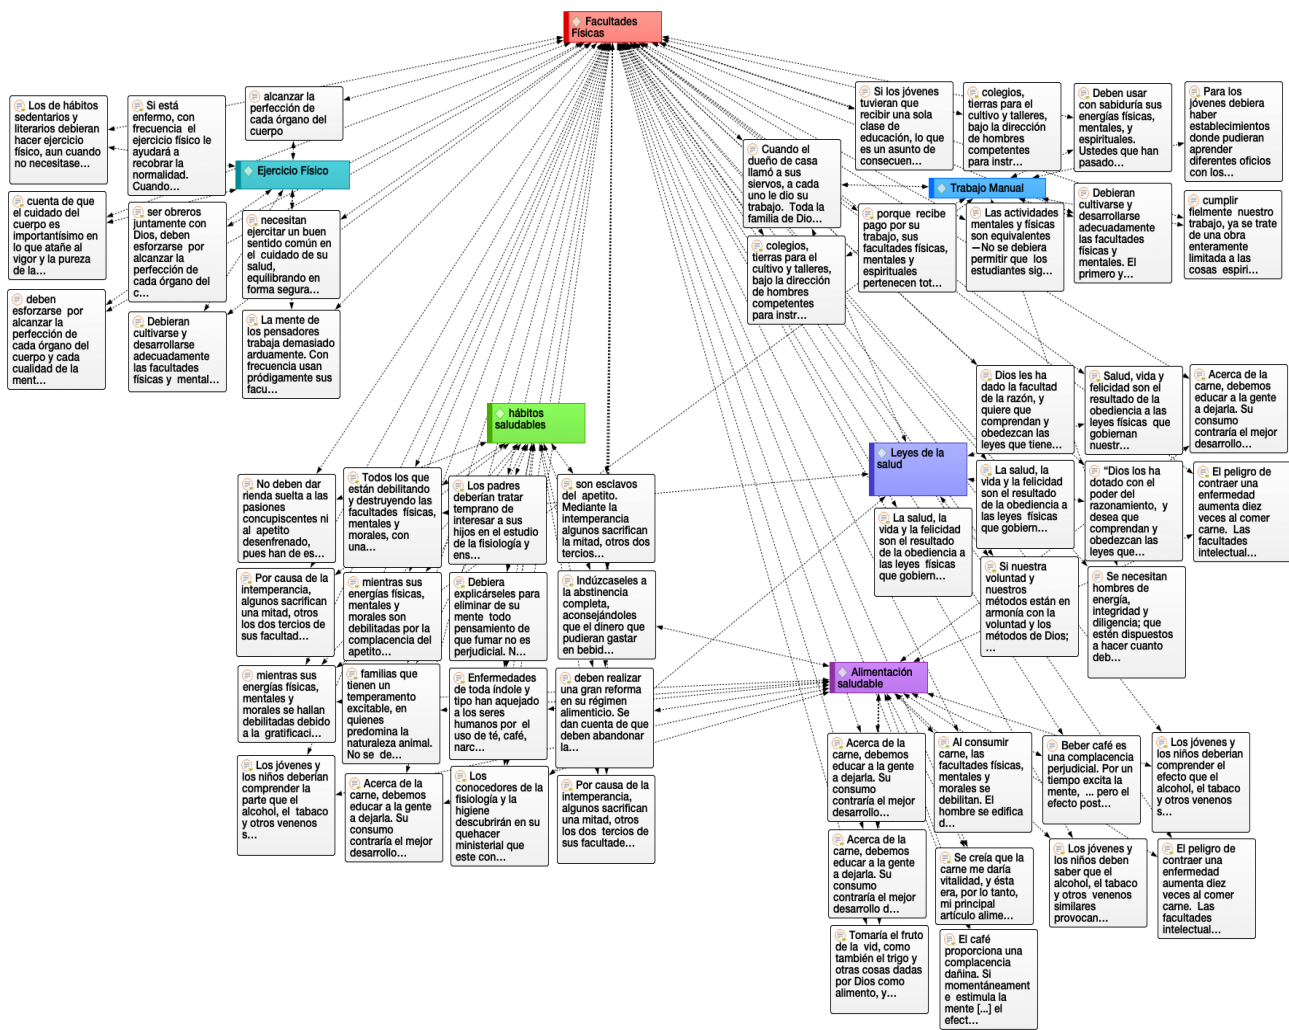 Facultades
Físicas
Los de hábitos
sedentarios y
literarios debieran
hacer ejercicio
físico, aun cuando
no necesitase…
Si está
enfermo, con
frecuencia el
ejercicio físico le
ayudará a
recobrar la
normalidad.
Cuando…
alcanzar la
perfección de
cada órgano del
cuerpo
Ejercicio Físico
cuenta de que
el cuidado del
cuerpo es
importantísimo en
lo que atañe al
vigor y la pureza
de la…
ser obreros
juntamente con
Dios, deben
esforzarse por
alcanzar la
perfección de
cada órgano del
c…
necesitan
ejercitar un buen
sentido común en
el cuidado de su
salud,
equilibrando en
forma segura…
deben
esforzarse por
alcanzar la
perfección de
cada órgano del
cuerpo y cada
cualidad de la
ment…
Debieran
cultivarse y
desarrollarse
adecuadamente
las facultades
físicas y mental…
La mente de
los pensadores
trabaja demasiado
arduamente. Con
frecuencia usan
pródigamente sus
facu…
Si los jóvenes
tuvieran que
recibir una sola
clase de
educación, lo que
es un asunto de
consecuen…
colegios,
tierras para el
cultivo y talleres,
bajo la dirección
de hombres
competentes
para instr…
Deben usar
con sabiduría sus
energías físicas,
mentales, y
espirituales.
Ustedes que han
pasado…
Para los
jóvenes debiera
haber
establecimientos
donde pudieran
aprender
diferentes oficios
con los…
Cuando el
dueño de casa
llamó a sus
siervos, a cada
uno le dio su
trabajo. Toda la
familia de Dio…
Trabajo Manual
colegios,
tierras para el
cultivo y talleres,
bajo la dirección
de hombres
competentes
para instr…
porque recibe
pago por su
trabajo, sus
facultades físicas,
mentales y
espirituales
pertenecen tot…
Las actividades
mentales y físicas
son equivalentes
—No se debiera
permitir que los
estudiantes sig…
Debieran
cultivarse y
desarrollarse
adecuadamente
las facultades
físicas y
mentales. El
primero y…
cumplir
fielmente nuestro
trabajo, ya se trate
de una obra
enteramente
limitada a las
cosas espiri…
hábitos
saludables
No deben dar
rienda suelta a las
pasiones
concupiscentes ni
al apetito
desenfrenado,
pues han de es…
Todos los que
están debilitando
y destruyendo las
facultades físicas,
mentales y
morales, con
una…
Los padres
deberían tratar
temprano de
interesar a sus
hijos en el estudio
de la fisiología y
ens…
son esclavos
del apetito.
Mediante la
intemperancia
algunos sacrifican
la mitad, otros dos
tercios…
Por causa de la
intemperancia,
algunos sacrifican
una mitad, otros
los dos tercios de
sus facultad…
mientras sus
energías físicas,
mentales y
morales son
debilitadas por la
complacencia del
apetito…
Debiera
explicárseles para
eliminar de su
mente todo
pensamiento de
que fumar no es
perjudicial. N…
Indúzcaseles a
la abstinencia
completa,
aconsejándoles
que el dinero que
pudieran gastar
en bebid…
mientras sus
energías físicas,
mentales y
morales se hallan
debilitadas debido
a la gratificaci…
familias que
tienen un
temperamento
excitable, en
quienes
predomina la
naturaleza animal.
No se de…
Enfermedades
de toda índole y
tipo han aquejado
a los seres
humanos por el
uso de té, café,
narc…
deben realizar
una gran reforma
en su régimen
alimenticio. Se
dan cuenta de que
deben abandonar
la…
Los jóvenes y
los niños deberían
comprender la
parte que el
alcohol, el tabaco
y otros venenos
s…
Acerca de la
carne, debemos
educar a la gente
a dejarla. Su
consumo
contraría el mejor
desarrollo…
Los
conocedores de la
fisiología y la
higiene
descubrirán en su
quehacer
ministerial que
este con…
Por causa de la
intemperancia,
algunos sacrifican
una mitad, otros
los dos tercios de
sus facultade…
Leyes de la
salud
Dios les ha
dado la facultad
de la razón, y
quiere que
comprendan y
obedezcan las
leyes que tiene…
Salud, vida y
felicidad son el
resultado de la
obediencia a las
leyes físicas que
gobiernan
nuestr…
Acerca de la
carne, debemos
educar a la gente
a dejarla. Su
consumo
contraría el mejor
desarrollo…
La salud, la
vida y la felicidad
son el resultado
de la obediencia a
las leyes físicas
que gobiern…
La salud, la
vida y la felicidad
son el resultado
de la obediencia a
las leyes físicas
que gobiern…
“Dios los ha
dotado con el
poder del
razonamiento, y
desea que
comprendan y
obedezcan las
leyes que…
El peligro de
contraer una
enfermedad
aumenta diez
veces al comer
carne. Las
facultades
intelectual…
Si nuestra
voluntad y
nuestros
métodos están en
armonía con la
voluntad y los
métodos de Dios;
…
Se necesitan
hombres de
energía,
integridad y
diligencia; que
estén dispuestos
a hacer cuanto
deb…
Alimentación
saludable
Acerca de la
carne, debemos
educar a la gente
a dejarla. Su
consumo
contraría el mejor
desarrollo…
Al consumir
carne, las
facultades físicas,
mentales y
morales se
debilitan. El
hombre se edifica
d…
Beber café es
una complacencia
perjudicial. Por un
tiempo excita la
mente, ... pero el
efecto post…
Los jóvenes y
los niños deberían
comprender el
efecto que el
alcohol, el tabaco
y otros venenos
s…
Acerca de la
carne, debemos
educar a la gente
a dejarla. Su
consumo
contraría el mejor
desarrollo d…
Se creía que la
carne me daría
vitalidad, y ésta
era, por lo tanto,
mi principal
artículo alime…
Los jóvenes y
los niños deben
saber que el
alcohol, el tabaco
y otros venenos
similares
provocan…
El peligro de
contraer una
enfermedad
aumenta diez
veces al comer
carne. Las
facultades
intelectual…
Tomaría el fruto
de la vid, como
también el trigo y
otras cosas dadas
por Dios como
alimento, y…
El café
proporciona una
complacencia
dañina. Si
momentáneament
e estimula la
mente [...] el
efect…